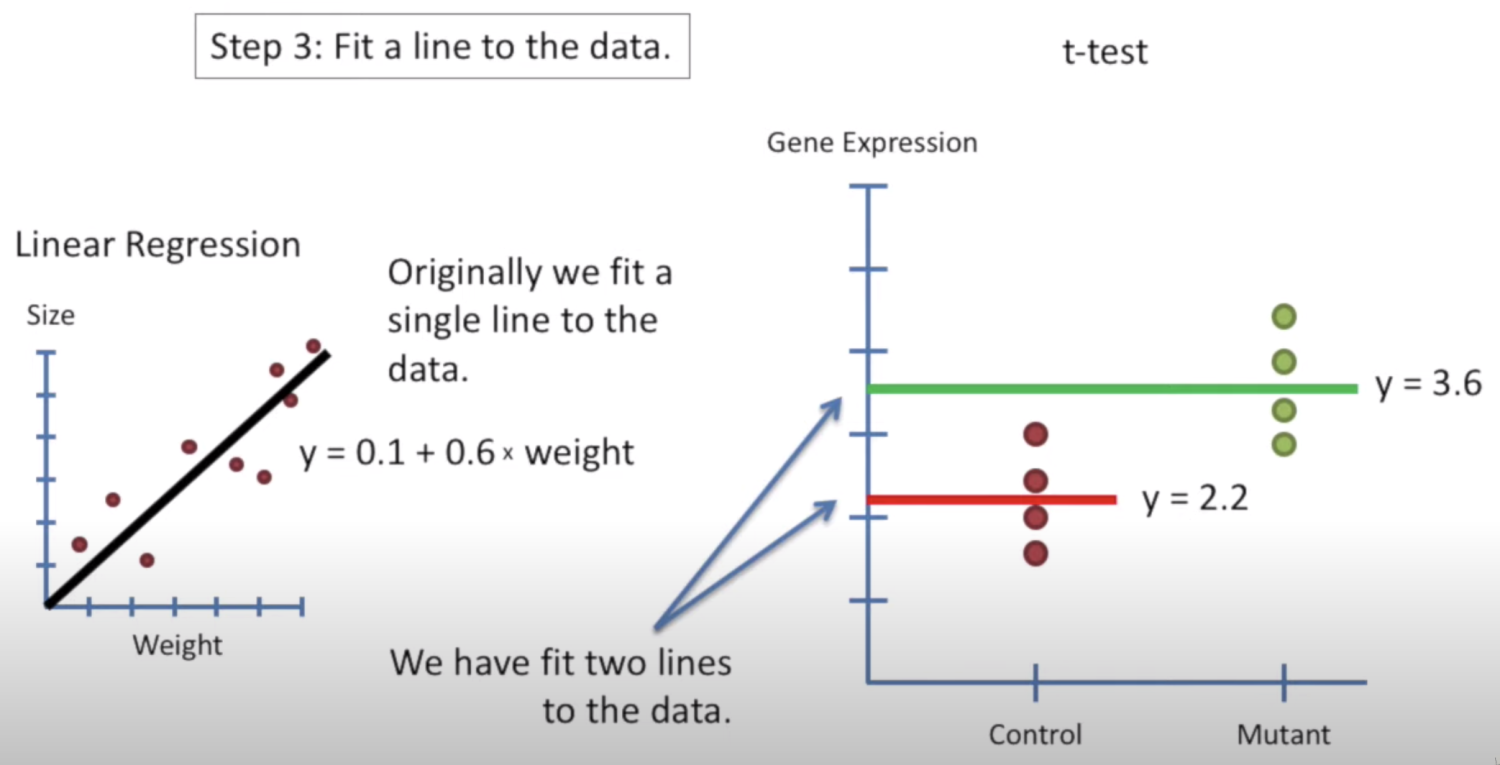 Step 3: Fit a line to the data.
t-test
Gene Expression
Linear Regression
Originally we fit a
single line to the
data.
Size
y = 3.6
y = 0.1 + 0.6 x weight
y = 2.2
Weight
We have fit two lines
to the data.
Control
Mutant